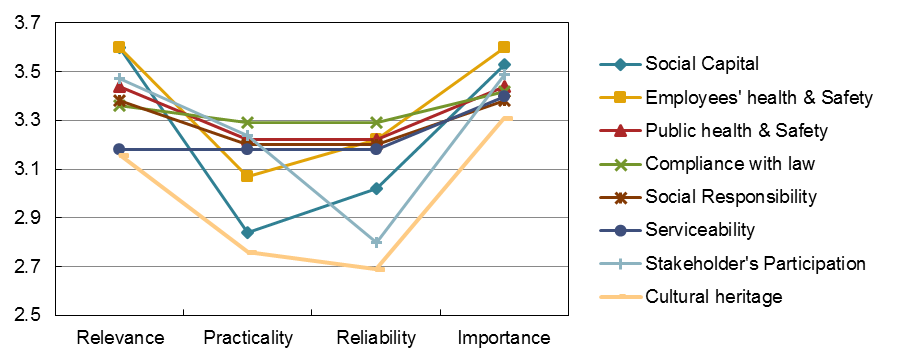 3.7
3.5
3.3
3.1
2.9
2.7
2.5
Relevance Practicality Reliability Importance
Social Capital
Employees' health & Safety
Public health & Safety
Compliance with law
Social Responsibility
Serviceability
Stakeholder's Participation
Cultural heritage